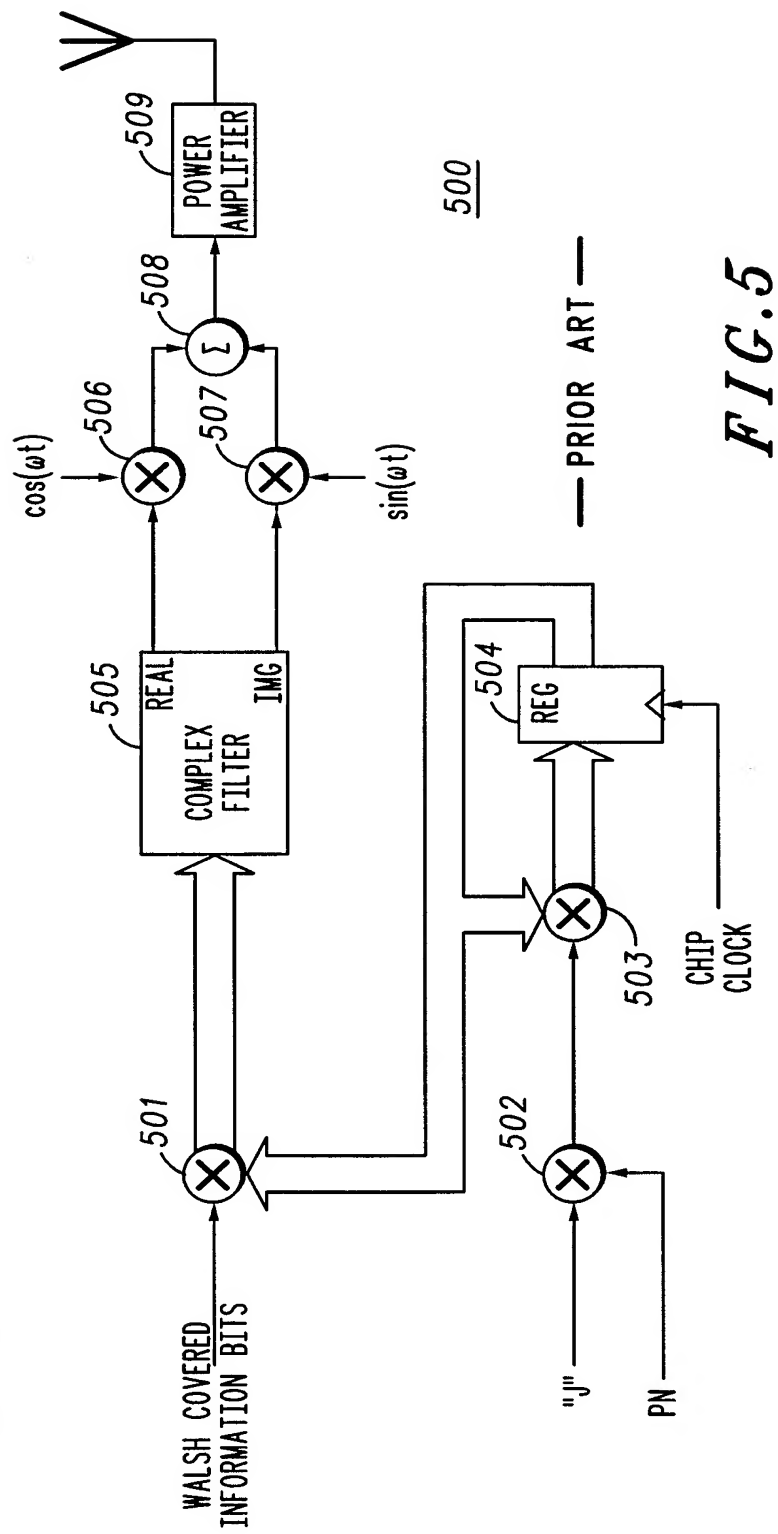 WALSH COVERED
INFORMATION BITS
501
505
COMPLEX
FILTER
REAL
IMG
cos(ωt)
506
507
sin(ωt)
508
Σ
509
POWER
AMPLIFIER
"J"
PN
502
503
504
REG
CHIP
CLOCK
500
— PRIOR ART —
FIG. 5